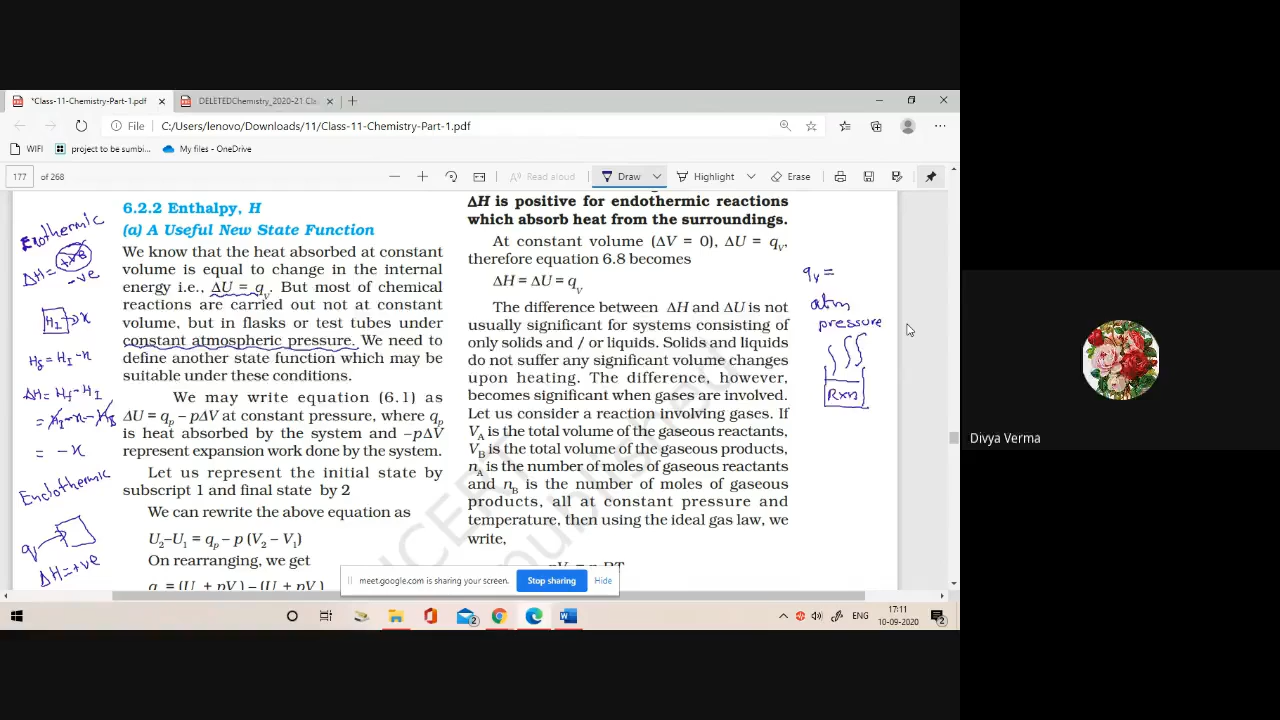 *Class-11-Chemistry-Part-1.pdf
DELETEDChemistry_2020-21 Cla
File
C:/Users/lenovo/Downloads/11/Class-11-Chemistry-Part-1.pdf
WIFI
project to be sumbi...
My files - OneDrive
177 of 268
Read aloud
Draw
Highlight
Erase
Exothermic
ΔH = +ve
-ve
H1 → x
Hf = HI - x
ΔH = Hf - HI
= HI - x - HI
= - x
Endothermic
q
ΔH = +ve
6.2.2 Enthalpy, H
(a) A Useful New State Function
We know that the heat absorbed at constant
volume is equal to change in the internal
energy i.e., ΔU = qV. But most of chemical
reactions are carried out not at constant
volume, but in flasks or test tubes under
constant atmospheric pressure. We need to
define another state function which may be
suitable under these conditions.
We may write equation (6.1) as
ΔU = qp – pΔV at constant pressure, where qp
is heat absorbed by the system and –pΔV
represent expansion work done by the system.
Let us represent the initial state by
subscript 1 and final state by 2
We can rewrite the above equation as
U2–U1 = qp – p (V2 – V1)
On rearranging, we get
ΔH is positive for endothermic reactions
which absorb heat from the surroundings.
At constant volume (ΔV = 0), ΔU = qV,
therefore equation 6.8 becomes
ΔH = ΔU = qV
The difference between ΔH and ΔU is not
usually significant for systems consisting of
only solids and / or liquids. Solids and liquids
do not suffer any significant volume changes
upon heating. The difference, however,
becomes significant when gases are involved.
Let us consider a reaction involving gases. If
VA is the total volume of the gaseous reactants,
VB is the total volume of the gaseous products,
nA is the number of moles of gaseous reactants
and nB is the number of moles of gaseous
products, all at constant pressure and
temperature, then using the ideal gas law, we
write,
qv =
atm
pressure
Rxn
meet.google.com is sharing your screen.
Stop sharing
Hide
ENG
17:11
10-09-2020
2
2
Divya Verma